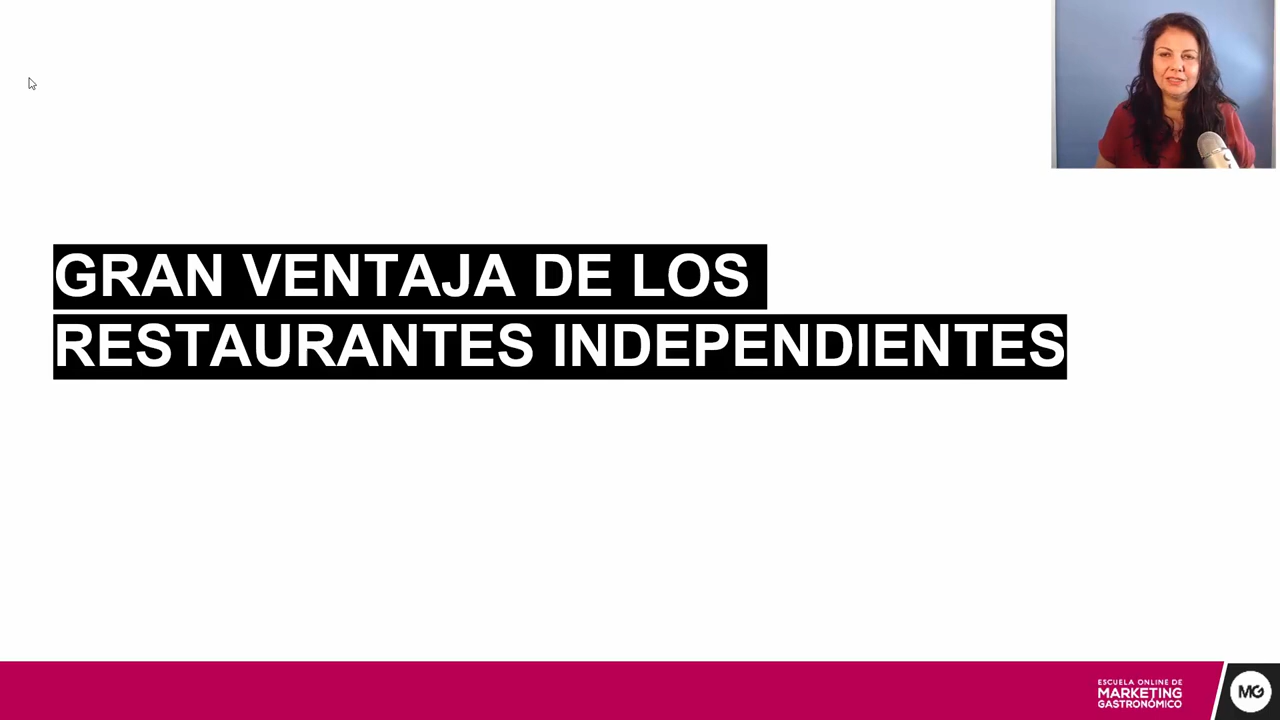 GRAN VENTAJA DE LOS
RESTAURANTES INDEPENDIENTES
ESCUELA ONLINE DE
MARKETING
GASTRONÓMICO
MG